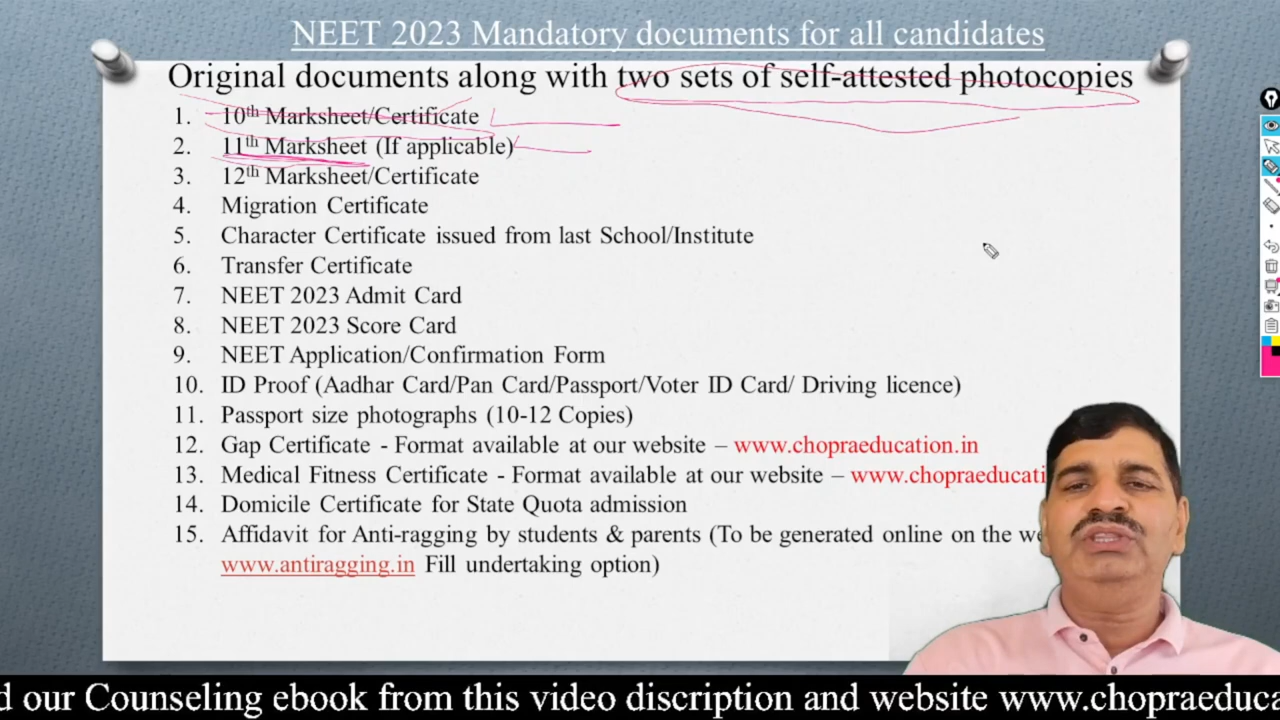 NEET 2023 Mandatory documents for all candidates
Original documents along with two sets of self-attested photocopies
1. 10th Marksheet/Certificate
2. 11th Marksheet (If applicable)
3. 12th Marksheet/Certificate
4. Migration Certificate
5. Character Certificate issued from last School/Institute
6. Transfer Certificate
7. NEET 2023 Admit Card
8. NEET 2023 Score Card
9. NEET Application/Confirmation Form
10. ID Proof (Aadhar Card/Pan Card/Passport/Voter ID Card/ Driving licence)
11. Passport size photographs (10-12 Copies)
12. Gap Certificate - Format available at our website – www.chopraeducation.in
13. Medical Fitness Certificate - Format available at our website – www.chopraeducati
14. Domicile Certificate for State Quota admission
15. Affidavit for Anti-ragging by students & parents (To be generated online on the we
www.antiragging.in Fill undertaking option)
d our Counseling ebook from this video discription and website www.chopraeduca